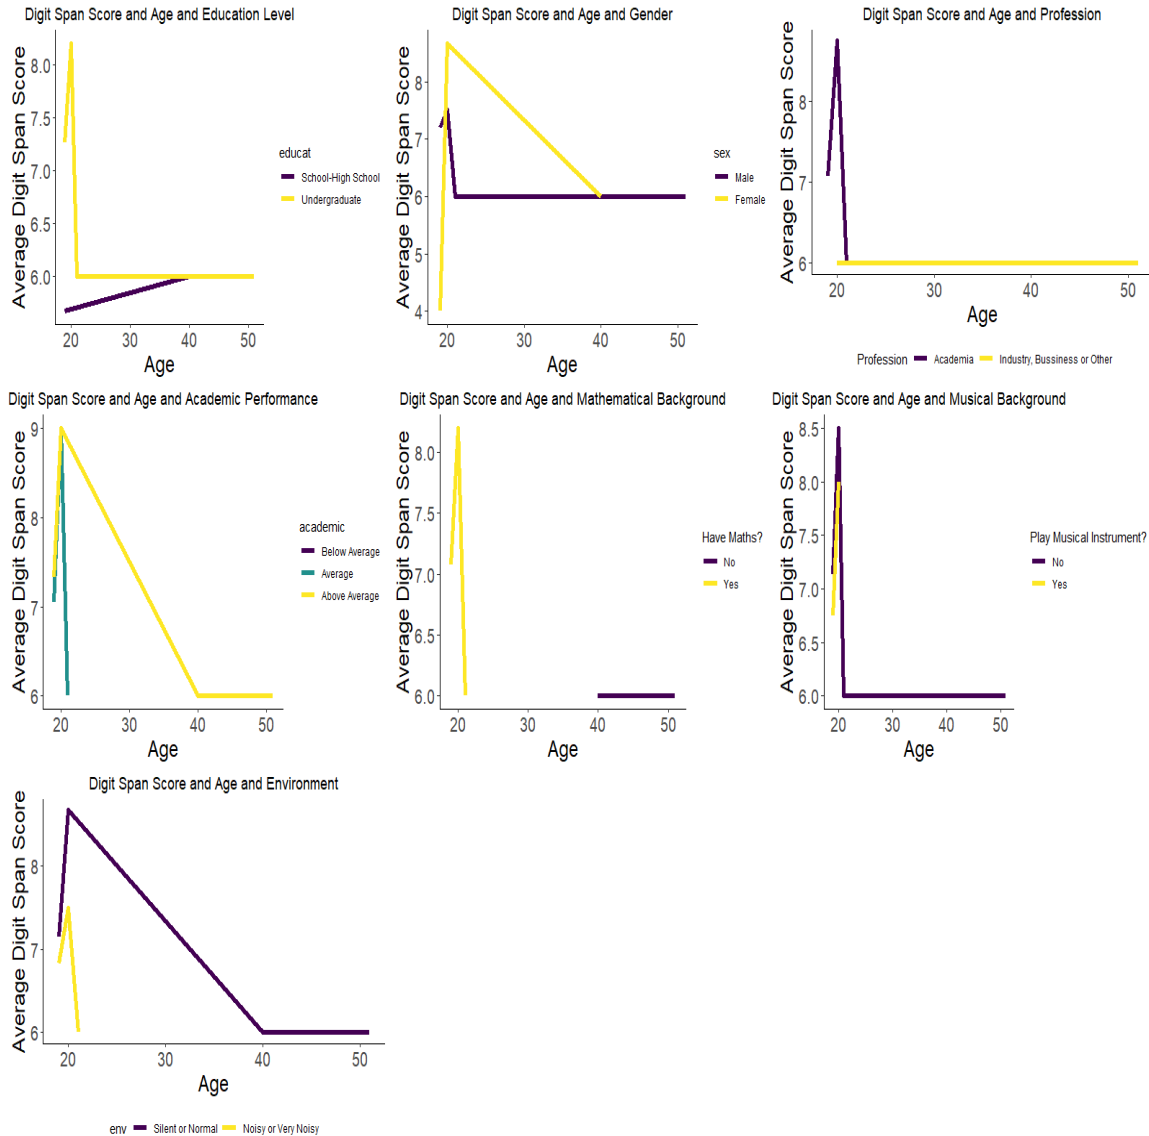 Digit Span Score and Age and Education Level
Average Digit Span Score
8.0
7.5
7.0
6.5
6.0
20 30 40 50
Age
educat
School-High School
Undergraduate
Digit Span Score and Age and Gender
Average Digit Span Score
8
7
6
5
4
20 30 40 50
Age
sex
Male
Female
Digit Span Score and Age and Profession
Average Digit Span Score
8
7
6
20 30 40 50
Age
Profession Academia Industry, Bussiness or Other
Digit Span Score and Age and Academic Performance
Average Digit Span Score
9
8
7
6
20 30 40 50
Age
academic
Below Average
Average
Above Average
Digit Span Score and Age and Mathematical Background
Average Digit Span Score
8.0
7.5
7.0
6.5
6.0
20 30 40 50
Age
Have Maths?
No
Yes
Digit Span Score and Age and Musical Background
Average Digit Span Score
8.5
8.0
7.5
7.0
6.5
6.0
20 30 40 50
Age
Play Musical Instrument?
No
Yes
Digit Span Score and Age and Environment
Average Digit Span Score
8
7
6
20 30 40 50
Age
env Silent or Normal Noisy or Very Noisy